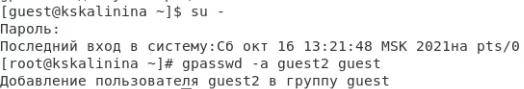 [guest@kskalinina ~]$ su -
Пароль:
Последний вход в систему:Сб окт 16 13:21:48 MSK 2021на pts/0
[root@kskalinina ~]# gpasswd -a guest2 guest
Добавление пользователя guest2 в группу guest